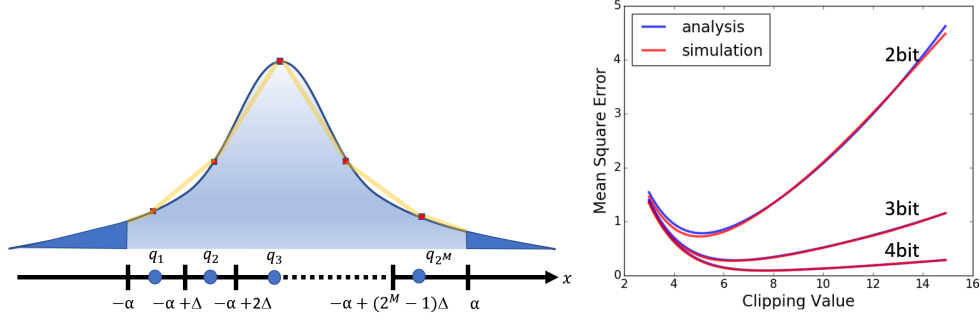 q₁ q₂ q₃ q₂ᴹ
x
−α −α+Δ −α+2Δ −α + (2ᴹ − 1)Δ α
5
4
3
2
1
0
Mean Square Error
analysis
simulation
2bit
3bit
4bit
2 4 6 8 10 12 14 16
Clipping Value